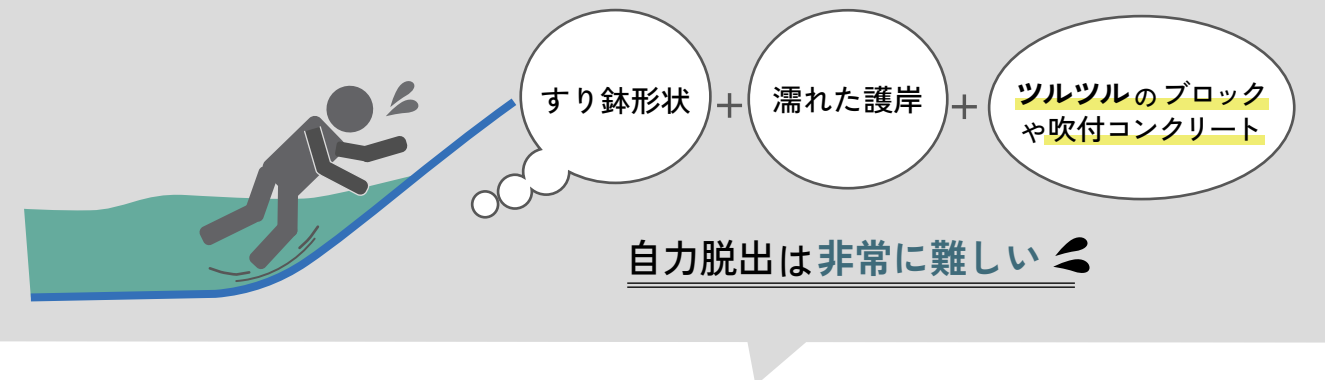 すり鉢形状
+
濡れた護岸
+
ツルツルのブロック
や吹付コンクリート
自力脱出は非常に難しい